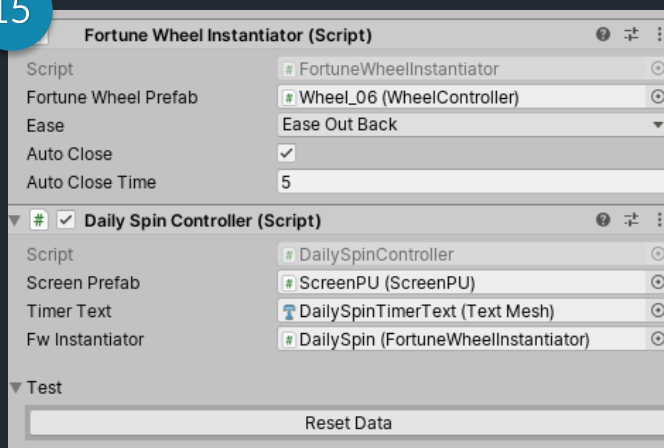 15
Fortune Wheel Instantiator (Script)
Script # FortuneWheelInstantiator
Fortune Wheel Prefab # Wheel_06 (WheelController)
Ease Ease Out Back
Auto Close
Auto Close Time 5
# Daily Spin Controller (Script)
Script # DailySpinController
Screen Prefab # ScreenPU (ScreenPU)
Timer Text DailySpinTimerText (Text Mesh)
Fw Instantiator # DailySpin (FortuneWheelInstantiator)
Test
Reset Data